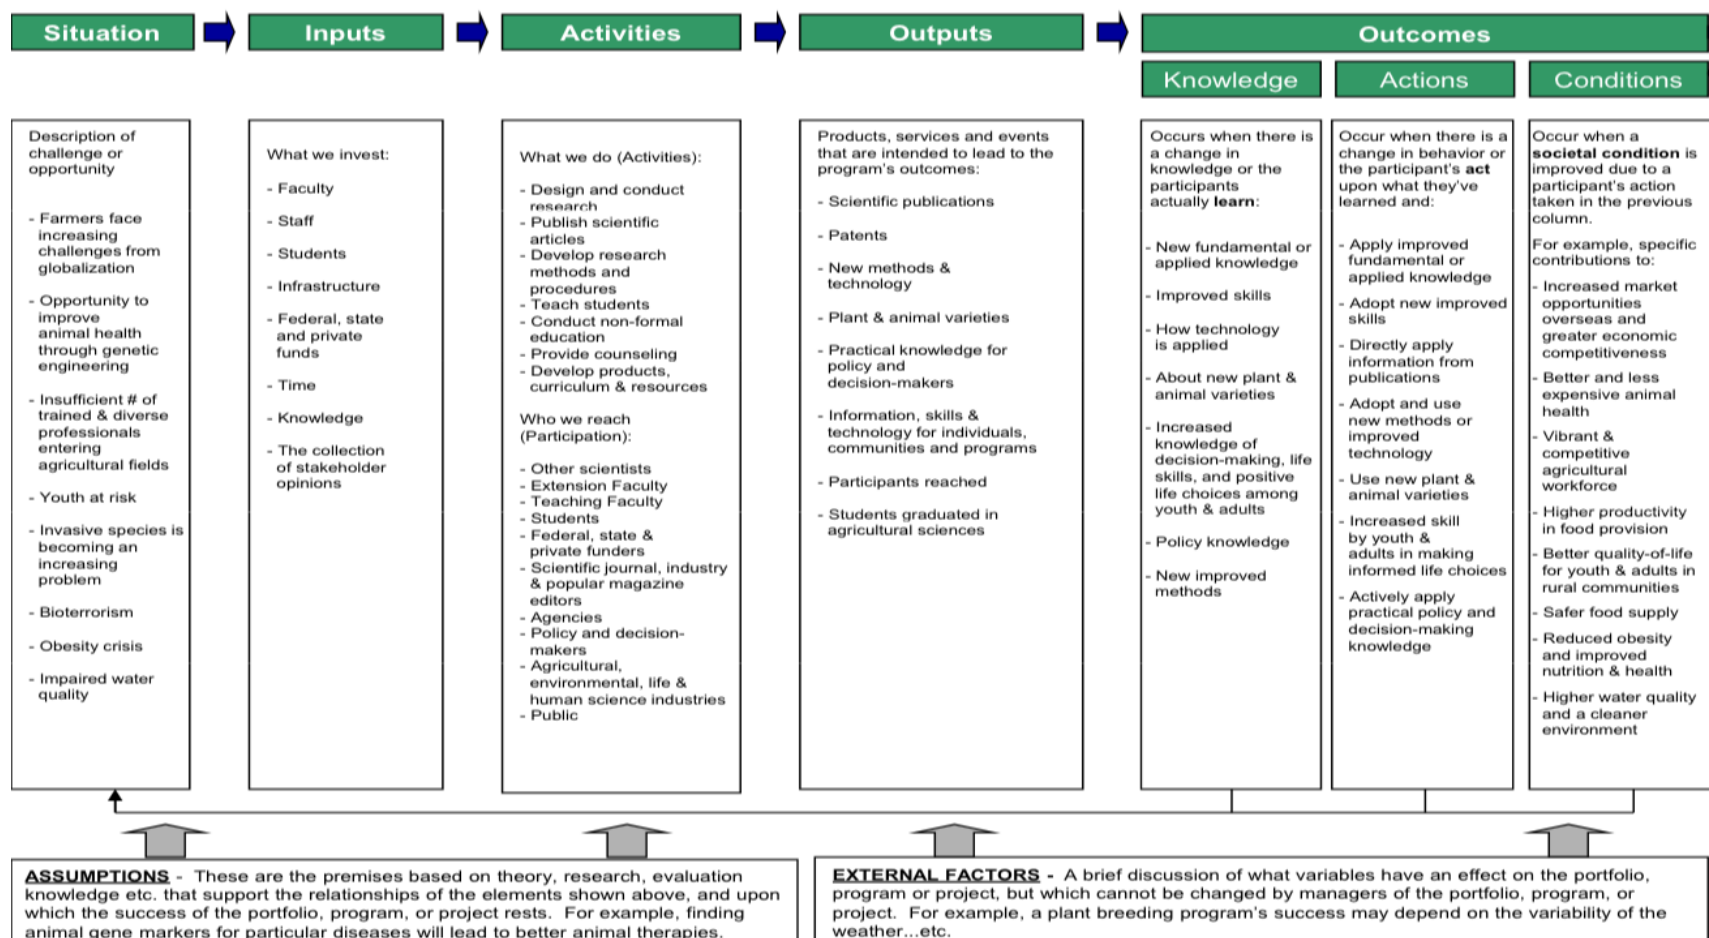 Situation
Inputs
Activities
Outputs
Outcomes
Knowledge
Actions
Conditions
Description of
challenge or
opportunity
- Farmers face
increasing
challenges from
globalization
- Opportunity to
improve
animal health
through genetic
engineering
- Insufficient # of
trained & diverse
professionals
entering
agricultural fields
- Youth at risk
- Invasive species is
becoming an
increasing
problem
- Bioterrorism
- Obesity crisis
- Impaired water
quality
What we invest:
- Faculty
- Staff
- Students
- Infrastructure
- Federal, state
and private
funds
- Time
- Knowledge
- The collection
of stakeholder
opinions
What we do (Activities):
- Design and conduct
research
- Publish scientific
articles
- Develop research
methods and
procedures
- Teach students
- Conduct non-formal
education
- Provide counseling
- Develop products,
curriculum & resources
Who we reach
(Participation):
- Other scientists
- Extension Faculty
- Teaching Faculty
- Students
- Federal, state &
private funders
- Scientific journal, industry
& popular magazine
editors
- Agencies
- Policy and decision-
makers
- Agricultural,
environmental, life &
human science industries
- Public
Products, services and events
that are intended to lead to the
program's outcomes:
- Scientific publications
- Patents
- New methods &
technology
- Plant & animal varieties
- Practical knowledge for
policy and
decision-makers
- Information, skills &
technology for individuals,
communities and programs
- Participants reached
- Students graduated in
agricultural sciences
Occurs when there is
a change in
knowledge or the
participants
actually learn:
- New fundamental or
applied knowledge
- Improved skills
- How technology
is applied
- About new plant &
animal varieties
- Increased
knowledge of
decision-making, life
skills, and positive
life choices among
youth & adults
- Policy knowledge
- New improved
methods
Occur when there is a
change in behavior or
the participant's act
upon what they've
learned and:
- Apply improved
fundamental or
applied knowledge
- Adopt new improved
skills
- Directly apply
information from
publications
- Adopt and use
new methods or
improved
technology
- Use new plant &
animal varieties
- Increased skill
by youth &
adults in making
informed life choices
- Actively apply
practical policy and
decision-making
knowledge
Occur when a
societal condition is
improved due to a
participant's action
taken in the previous
column.
For example, specific
contributions to:
- Increased market
opportunities
overseas and
greater economic
competitiveness
- Better and less
expensive animal
health
- Vibrant &
competitive
agricultural
workforce
- Higher productivity
in food provision
- Better quality-of-life
for youth & adults in
rural communities
- Safer food supply
- Reduced obesity
and improved
nutrition & health
- Higher water quality
and a cleaner
environment
ASSUMPTIONS - These are the premises based on theory, research, evaluation
knowledge etc. that support the relationships of the elements shown above, and upon
which the success of the portfolio, program, or project rests. For example, finding
animal gene markers for particular diseases will lead to better animal therapies.
EXTERNAL FACTORS - A brief discussion of what variables have an effect on the portfolio,
program or project, but which cannot be changed by managers of the portfolio, program, or
project. For example, a plant breeding program's success may depend on the variability of the
weather...etc.